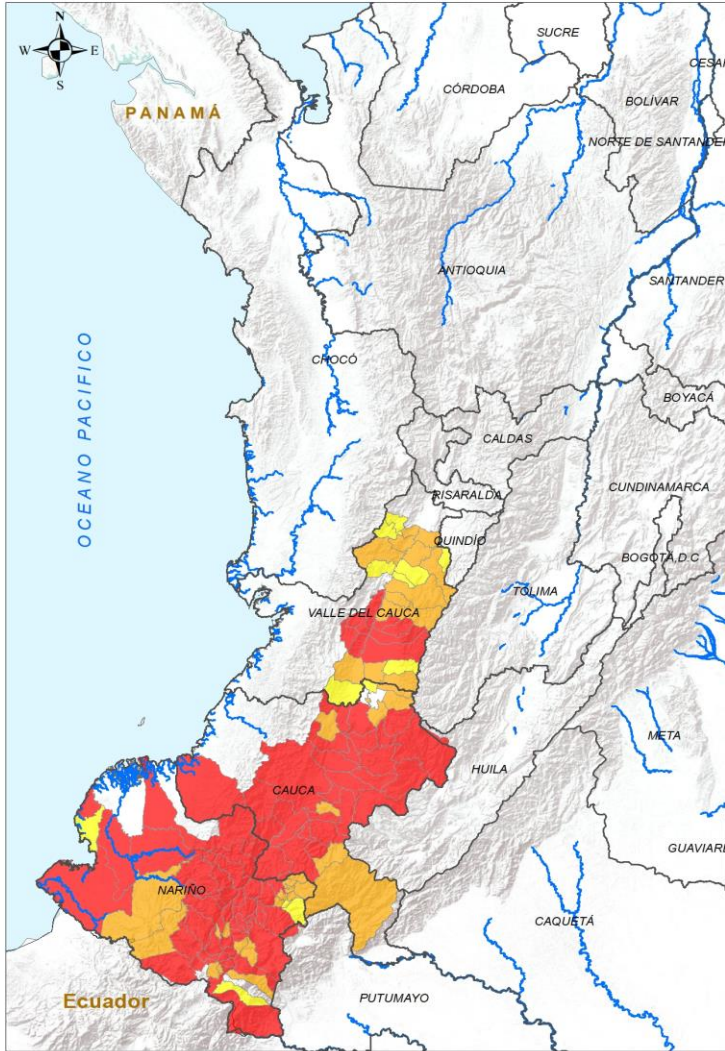 N
W E
S
SUCRE
CESAR
CÓRDOBA
BOLÍVAR
PANAMÁ
NORTE DE SANTANDER
ANTIOQUIA
SANTANDER
OCEANO PACIFICO
CHOCÓ
BOYACÁ
CALDAS
CUNDINAMARCA
RISARALDA
QUINDÍO
BOGOTÁ, D.C
TOLIMA
VALLE DEL CAUCA
META
HUILA
CAUCA
GUAVIARE
NARIÑO
CAQUETÁ
PUTUMAYO
Ecuador